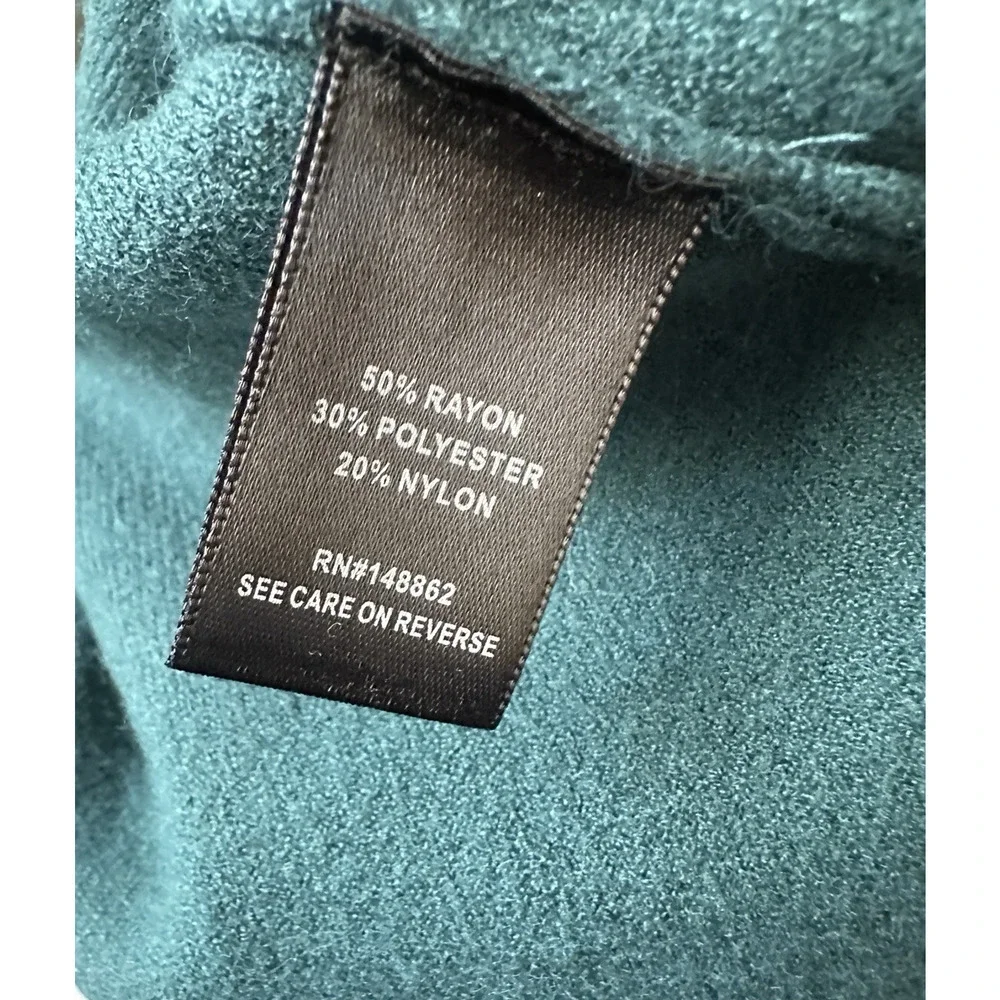 50% RAYON
30% POLYESTER
20% NYLON
RN#148862
SEE CARE ON REVERSE